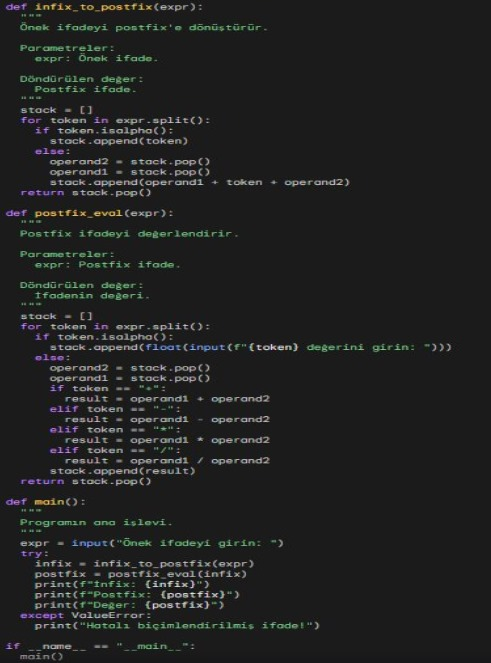 def infix_to_postfix(expr):
"""
Önek ifadeyi postfix'e dönüştürür.
Parametreler:
expr: Önek ifade.
Döndürülen değer:
Postfix ifade.
"""
stack = []
for token in expr.split():
if token.isalpha():
stack.append(token)
else:
operand2 = stack.pop()
operand1 = stack.pop()
stack.append(operand1 + token + operand2)
return stack.pop()
def postfix_eval(expr):
"""
Postfix ifadeyi değerlendirir.
Parametreler:
expr: Postfix ifade.
Döndürülen değer:
İfadenin değeri.
"""
stack = []
for token in expr.split():
if token.isalpha():
stack.append(float(input(f"{token} değerini girin: ")))
else:
operand2 = stack.pop()
operand1 = stack.pop()
if token == "+":
result = operand1 + operand2
elif token == "-":
result = operand1 - operand2
elif token == "*":
result = operand1 * operand2
elif token == "/":
result = operand1 / operand2
stack.append(result)
return stack.pop()
def main():
"""
Programın ana işlevi.
"""
expr = input("Önek ifadeyi girin: ")
try:
infix = infix_to_postfix(expr)
postfix = postfix_eval(infix)
print(f"İnfix: {infix}")
print(f"Postfix: {postfix}")
print(f"Değer: {postfix}")
except ValueError:
print("Hatalı biçimlendirilmiş ifade!")
if __name__ == "__main__":
main()